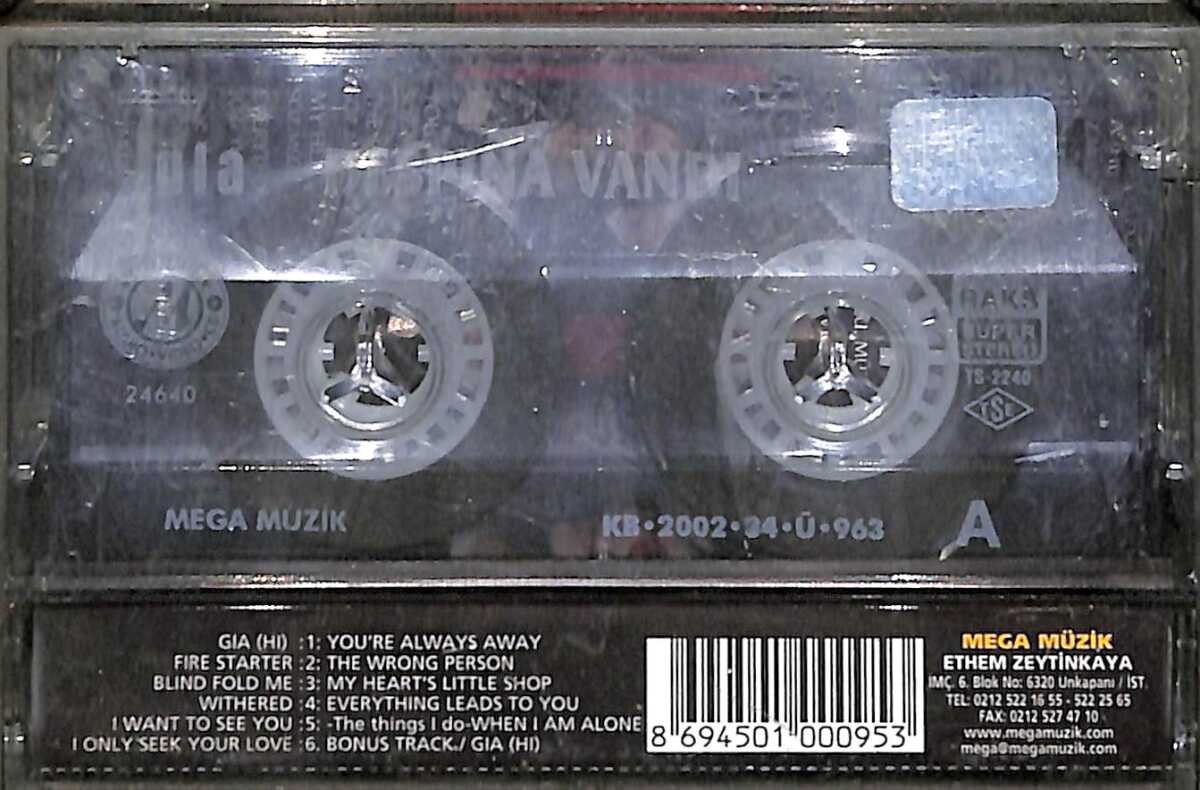 VANDI
24640
RAKS
SUPER
STEREO
TS-2240
TSE
MEGA MUZIK
KB•2002•34•Ü•963
A
GIA (HI) :1: YOU'RE ALWAYS AWAY
FIRE STARTER :2: THE WRONG PERSON
BLIND FOLD ME :3: MY HEART'S LITTLE SHOP
WITHERED :4: EVERYTHING LEADS TO YOU
I WANT TO SEE YOU :5: -The things I do-WHEN I AM ALONE
I ONLY SEEK YOUR LOVE :6. BONUS TRACK./ GIA (HI)
8 694501 000953
MEGA MÜZİK
ETHEM ZEYTİNKAYA
İMÇ. 6. Blok No: 6320 Unkapanı / İST.
TEL: 0212 522 16 55 - 522 25 65
FAX: 0212 527 47 10
www.megamuzik.com
mega@megamuzik.com